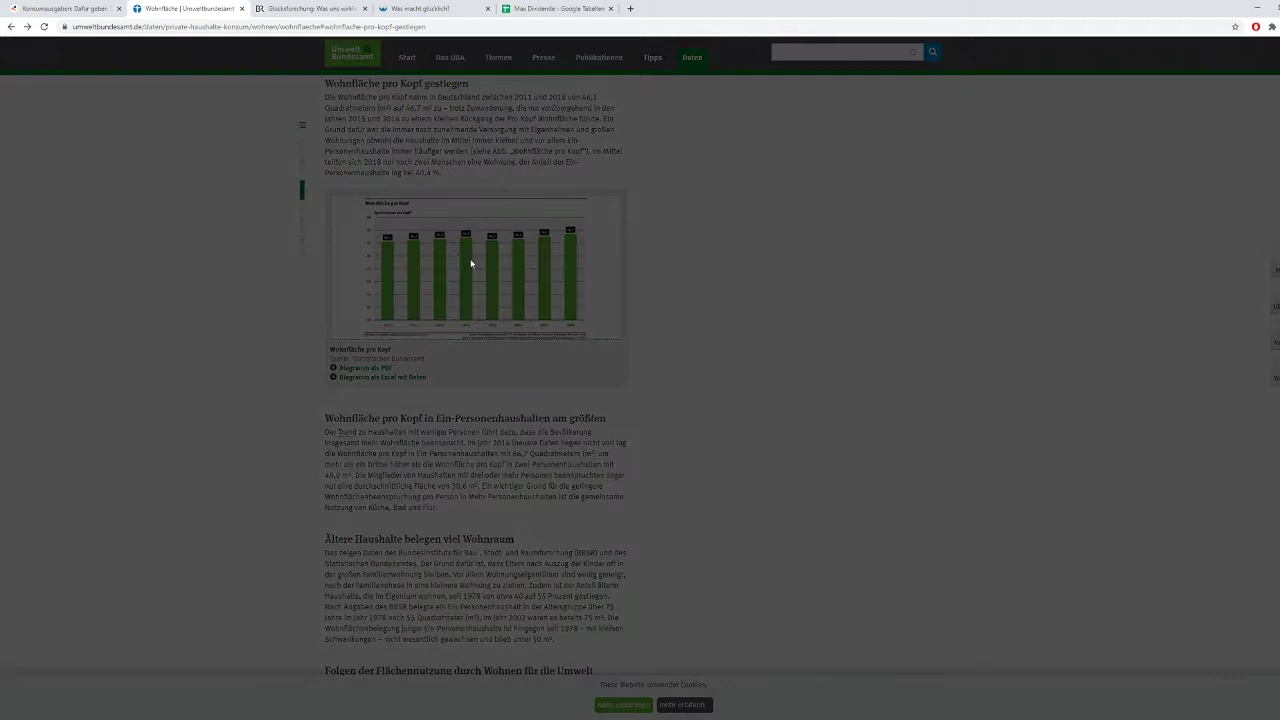 Konsumausgaben: Dafür geben
Wohnfläche | Umweltbundesamt
Glücksforschung: Was uns wirkli
Was macht glücklich?
Max Dividende - Google Tabellen
umweltbundesamt.de/daten/private-haushalte-konsum/wohnen/wohnflaeche#wohnflache-pro-kopf-gestiegen
Umwelt
Bundesamt
Start
Das UBA
Themen
Presse
Publikationen
Tipps
Daten
Wohnfläche pro Kopf gestiegen
Die Wohnfläche pro Kopf nahm in Deutschland zwischen 2011 und 2018 von 46,1
Quadratmetern (m²) auf 46,7 m² zu – trotz Zuwanderung, die nur vorübergehend in den
Jahren 2015 und 2016 zu einem kleinen Rückgang der Pro-Kopf-Wohnfläche führte. Ein
Grund dafür war die immer noch zunehmende Versorgung mit Eigenheimen und großen
Wohnungen obwohl die Haushalte im Mittel immer kleiner und vor allem Ein-
Personenhaushalte immer häufiger werden (siehe Abb. „Wohnfläche pro Kopf“). Im Mittel
teilten sich 2018 nur noch zwei Menschen eine Wohnung, der Anteil der Ein-
Personenhaushalte lag bei 40,4 %.
Wohnfläche pro Kopf
Quadratmeter pro Kopf
Wohnfläche pro Kopf
Quelle: Statistisches Bundesamt
Diagramm als PDF
Diagramm als Excel mit Daten
Wohnfläche pro Kopf in Ein-Personenhaushalten am größten
Der Trend zu Haushalten mit weniger Personen führt dazu, dass die Bevölkerung
insgesamt mehr Wohnfläche beansprucht. Im Jahr 2014 (neuere Daten liegen nicht vor) lag
die Wohnfläche pro Kopf in Ein-Personenhaushalten mit 66,7 Quadratmetern (m²) um
mehr als ein Drittel höher als die Wohnfläche pro Kopf in Zwei-Personenhaushalten mit
48,0 m². Die Mitglieder von Haushalten mit drei oder mehr Personen beanspruchten sogar
nur eine durchschnittliche Fläche von 30,6 m². Ein wichtiger Grund für die geringere
Wohnflächenbeanspruchung pro Person in Mehr-Personenhaushalten ist die gemeinsame
Nutzung von Küche, Bad und Flur.
Ältere Haushalte belegen viel Wohnraum
Das zeigen Daten des Bundesinstituts für Bau-, Stadt- und Raumforschung (BBSR) und des
Statistischen Bundesamtes. Der Grund dafür ist, dass Eltern nach Auszug der Kinder oft in
der großen Familienwohnung bleiben. Vor allem Wohnungseigentümer sind wenig geneigt,
nach der Familienphase in eine kleinere Wohnung zu ziehen. Zudem ist der Anteil älterer
Haushalte, die im Eigentum wohnen, seit 1978 von etwa 40 auf 55 Prozent gestiegen.
Nach Angaben des BBSR belegte ein Ein-Personenhaushalt in der Altersgruppe über 75
Jahre im Jahr 1978 noch 55 Quadratmeter (m²), im Jahr 2002 waren es bereits 75 m². Die
Wohnflächenbelegung junger Ein-Personenhaushalte ist hingegen seit 1978 – mit kleinen
Schwankungen – nicht wesentlich gewachsen und blieb unter 50 m².
Folgen der Flächennutzung durch Wohnen für die Umwelt
Diese Website verwendet Cookies.
mehr erfahren